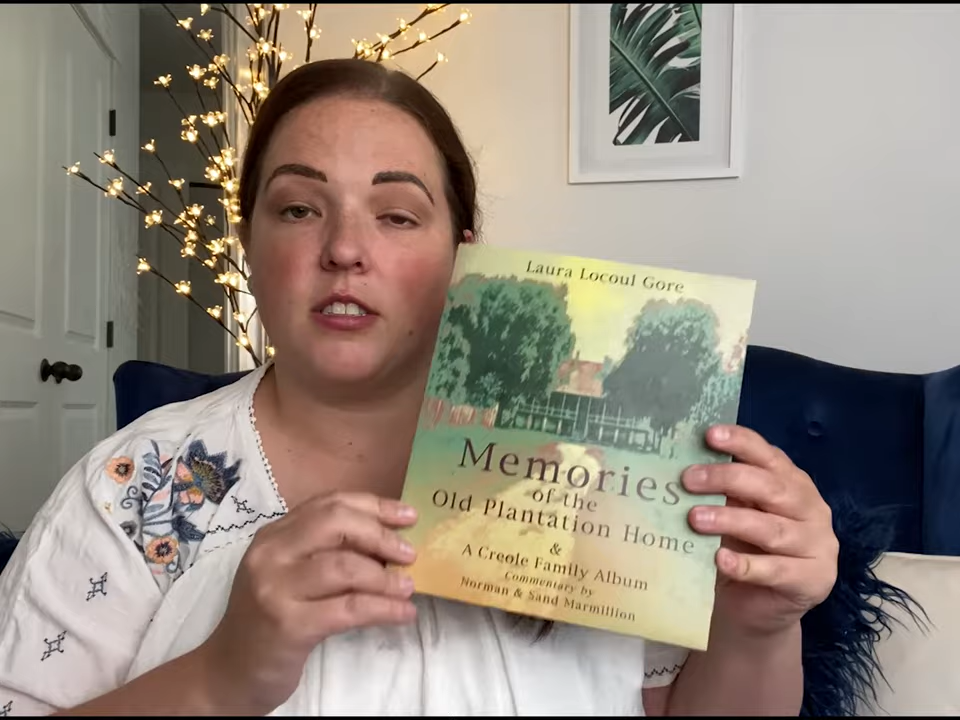 Laura Locoul Gore
Memories
of the
Old Plantation Home
&
A Creole Family Album
Commentary by
Norman & Sand Marmillion